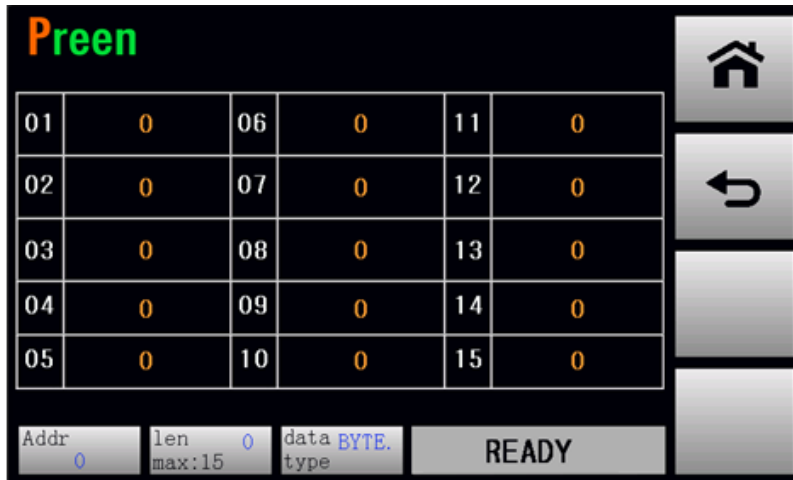 Preen
01 0 06 0 11 0
02 0 07 0 12 0
03 0 08 0 13 0
04 0 09 0 14 0
05 0 10 0 15 0
Addr 0
len 0
max:15
data BYTE.
type
READY